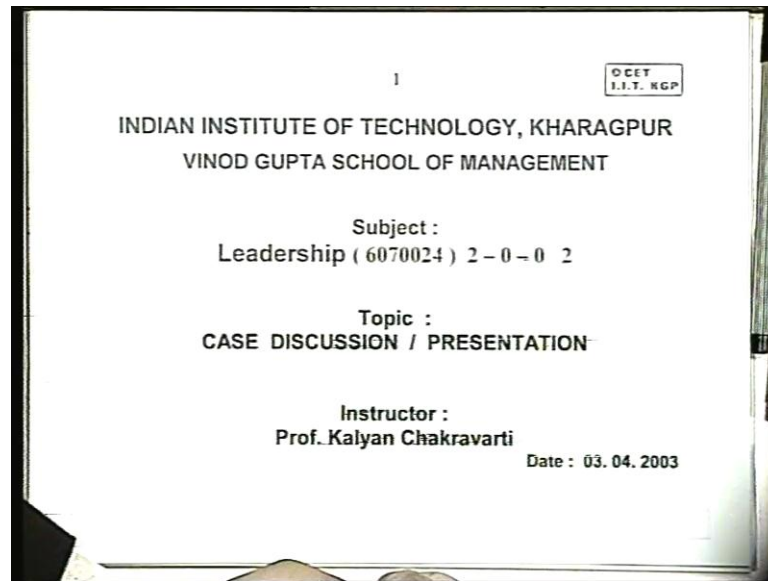 1
OCET
I.I.T. KGP
INDIAN INSTITUTE OF TECHNOLOGY, KHARAGPUR
VINOD GUPTA SCHOOL OF MANAGEMENT
Subject :
Leadership ( 6070024 ) 2 – 0 – 0 2
Topic :
CASE DISCUSSION / PRESENTATION
Instructor :
Prof. Kalyan Chakravarti
Date : 03. 04. 2003